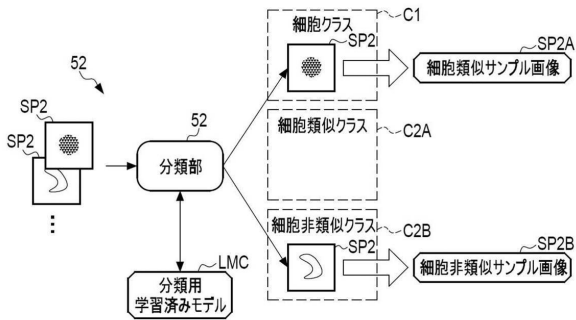 52
SP2
SP2
⋮
52
分類部
LMC
分類用
学習済みモデル
細胞クラス
C1
SP2
SP2A
細胞類似サンプル画像
細胞類似クラス
C2A
細胞非類似クラス
C2B
SP2
SP2B
細胞非類似サンプル画像